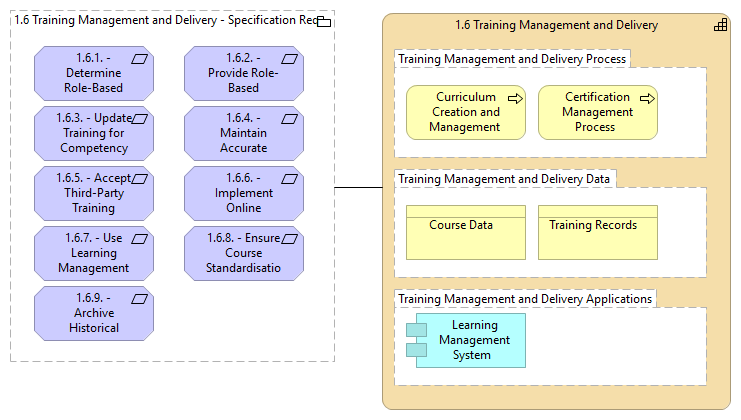 1.6 Training Management and Delivery - Specification Req
1.6.1. -
Determine
Role-Based
1.6.2. -
Provide Role-
Based
1.6.3. - Update
Training for
Competency
1.6.4. -
Maintain
Accurate
1.6.5. - Accept
Third-Party
Training
1.6.6. -
Implement
Online
1.6.7. - Use
Learning
Management
1.6.8. - Ensure
Course
Standardisatio
1.6.9. -
Archive
Historical
1.6 Training Management and Delivery
Training Management and Delivery Process
Curriculum
Creation and
Management
Certification
Management
Process
Training Management and Delivery Data
Course Data
Training Records
Training Management and Delivery Applications
Learning
Management
System